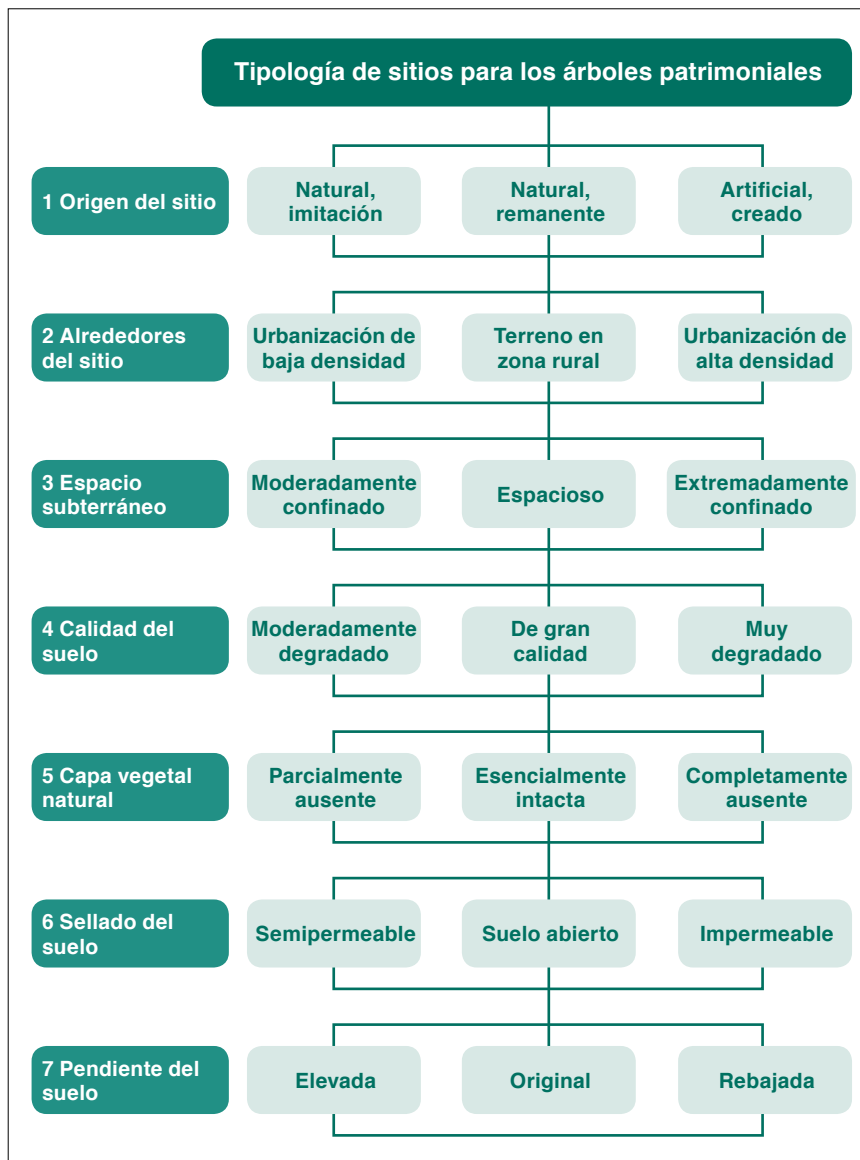 Tipología de sitios para los árboles patrimoniales
1 Origen del sitio
Natural,
imitación
Natural,
remanente
Artificial,
creado
2 Alrededores
del sitio
Urbanización de
baja densidad
Terreno en
zona rural
Urbanización de
alta densidad
3 Espacio
subterráneo
Moderadamente
confinado
Espacioso
Extremadamente
confinado
4 Calidad del
suelo
Moderadamente
degradado
De gran
calidad
Muy
degradado
5 Capa vegetal
natural
Parcialmente
ausente
Esencialmente
intacta
Completamente
ausente
6 Sellado del
suelo
Semipermeable
Suelo abierto
Impermeable
7 Pendiente del
suelo
Elevada
Original
Rebajada